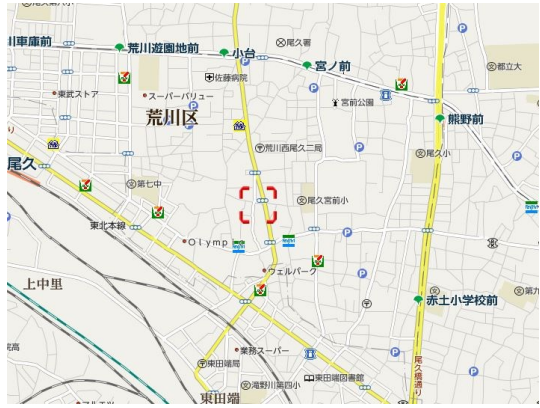 尾久署
川車庫前
荒川遊園地前
小台
宮ノ前
都立大
佐藤病院
東武ストア
スーパーバリュー
宮前公園
荒川区
熊野前
荒川西尾久二局
尾久小
尾久
第七中
尾久宮前小
東北本線
Olymp
上中里
ウェルパーク
赤土小学校前
第九
業務スーパー
尾久橋通り
東田端局
東田端図書館
滝野川第四小
東田端